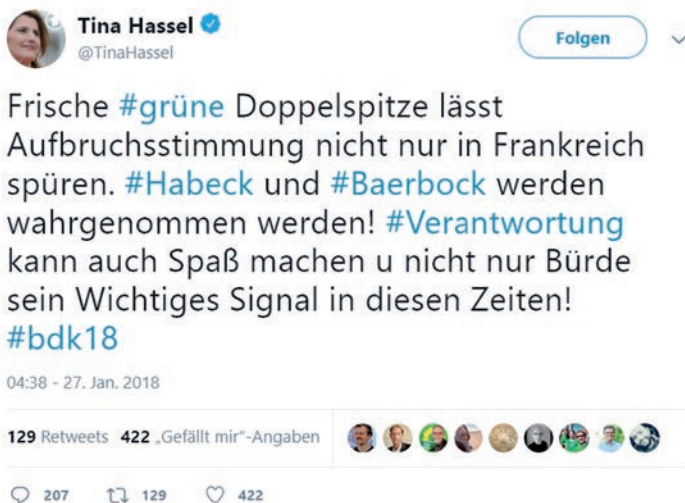 Tina Hassel
@TinaHassel
Folgen
Frische #grüne Doppelspitze lässt
Aufbruchsstimmung nicht nur in Frankreich
spüren. #Habeck und #Baerbock werden
wahrgenommen werden! #Verantwortung
kann auch Spaß machen u nicht nur Bürde
sein Wichtiges Signal in diesen Zeiten!
#bdk18
04:38 - 27. Jan. 2018
129 Retweets 422 „Gefällt mir“-Angaben
207 129 422